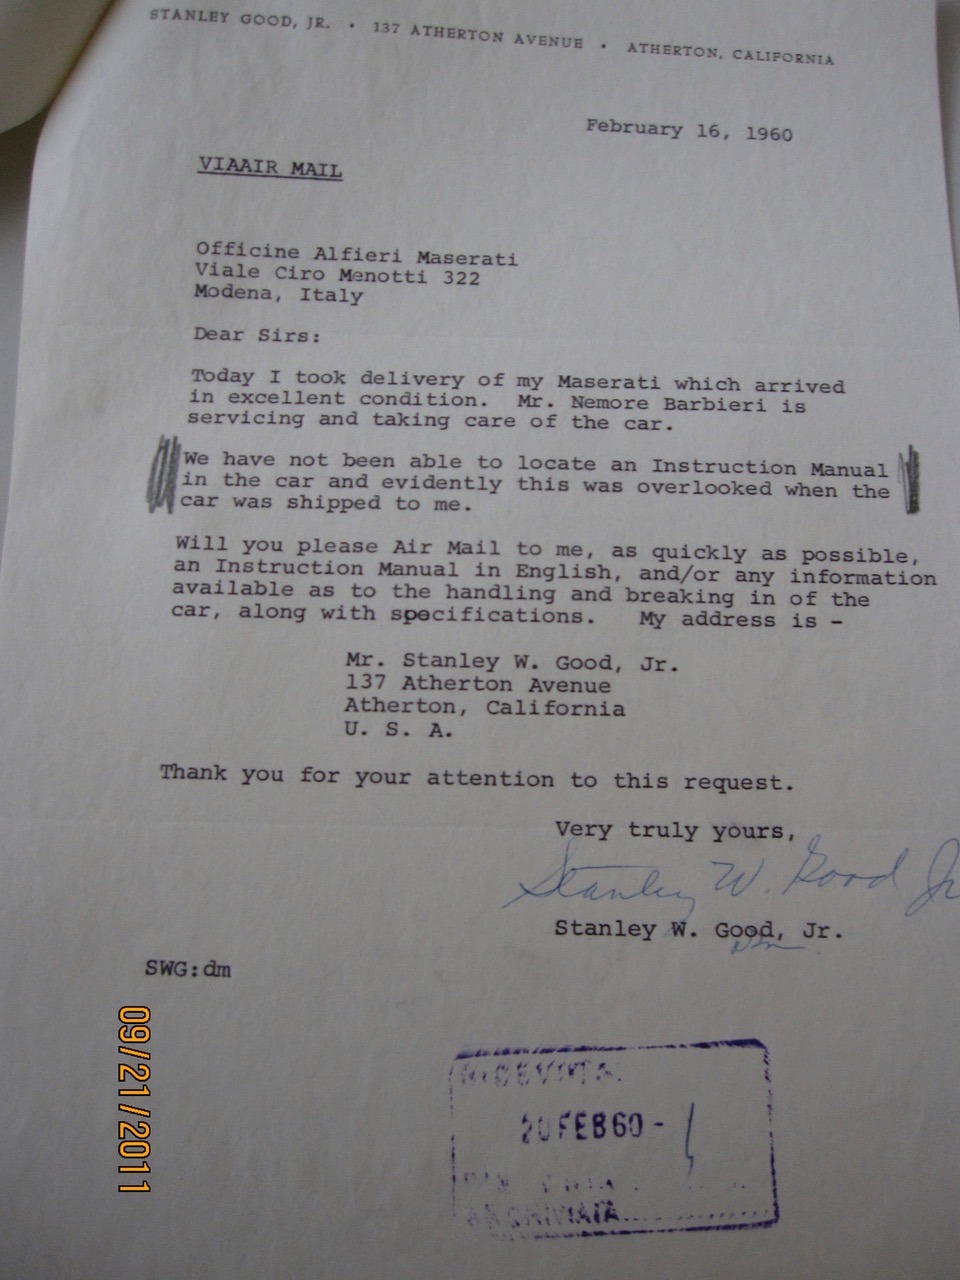 STANLEY GOOD, JR. • 137 ATHERTON AVENUE • ATHERTON, CALIFORNIA
February 16, 1960
VIAAIR MAIL
Officine Alfieri Maserati
Viale Ciro Menotti 322
Modena, Italy
Dear Sirs:
Today I took delivery of my Maserati which arrived
in excellent condition. Mr. Nemore Barbieri is
servicing and taking care of the car.
We have not been able to locate an Instruction Manual
in the car and evidently this was overlooked when the
car was shipped to me.
Will you please Air Mail to me, as quickly as possible,
an Instruction Manual in English, and/or any information
available as to the handling and breaking in of the
car, along with specifications. My address is -
Mr. Stanley W. Good, Jr.
137 Atherton Avenue
Atherton, California
U. S. A.
Thank you for your attention to this request.
Very truly yours,
Stanley W. Good Jr
Stanley W. Good, Jr.
SWG:dm
09/21/2011
RICEVUTA
20 FEB 60 -
ARCHIVIATA